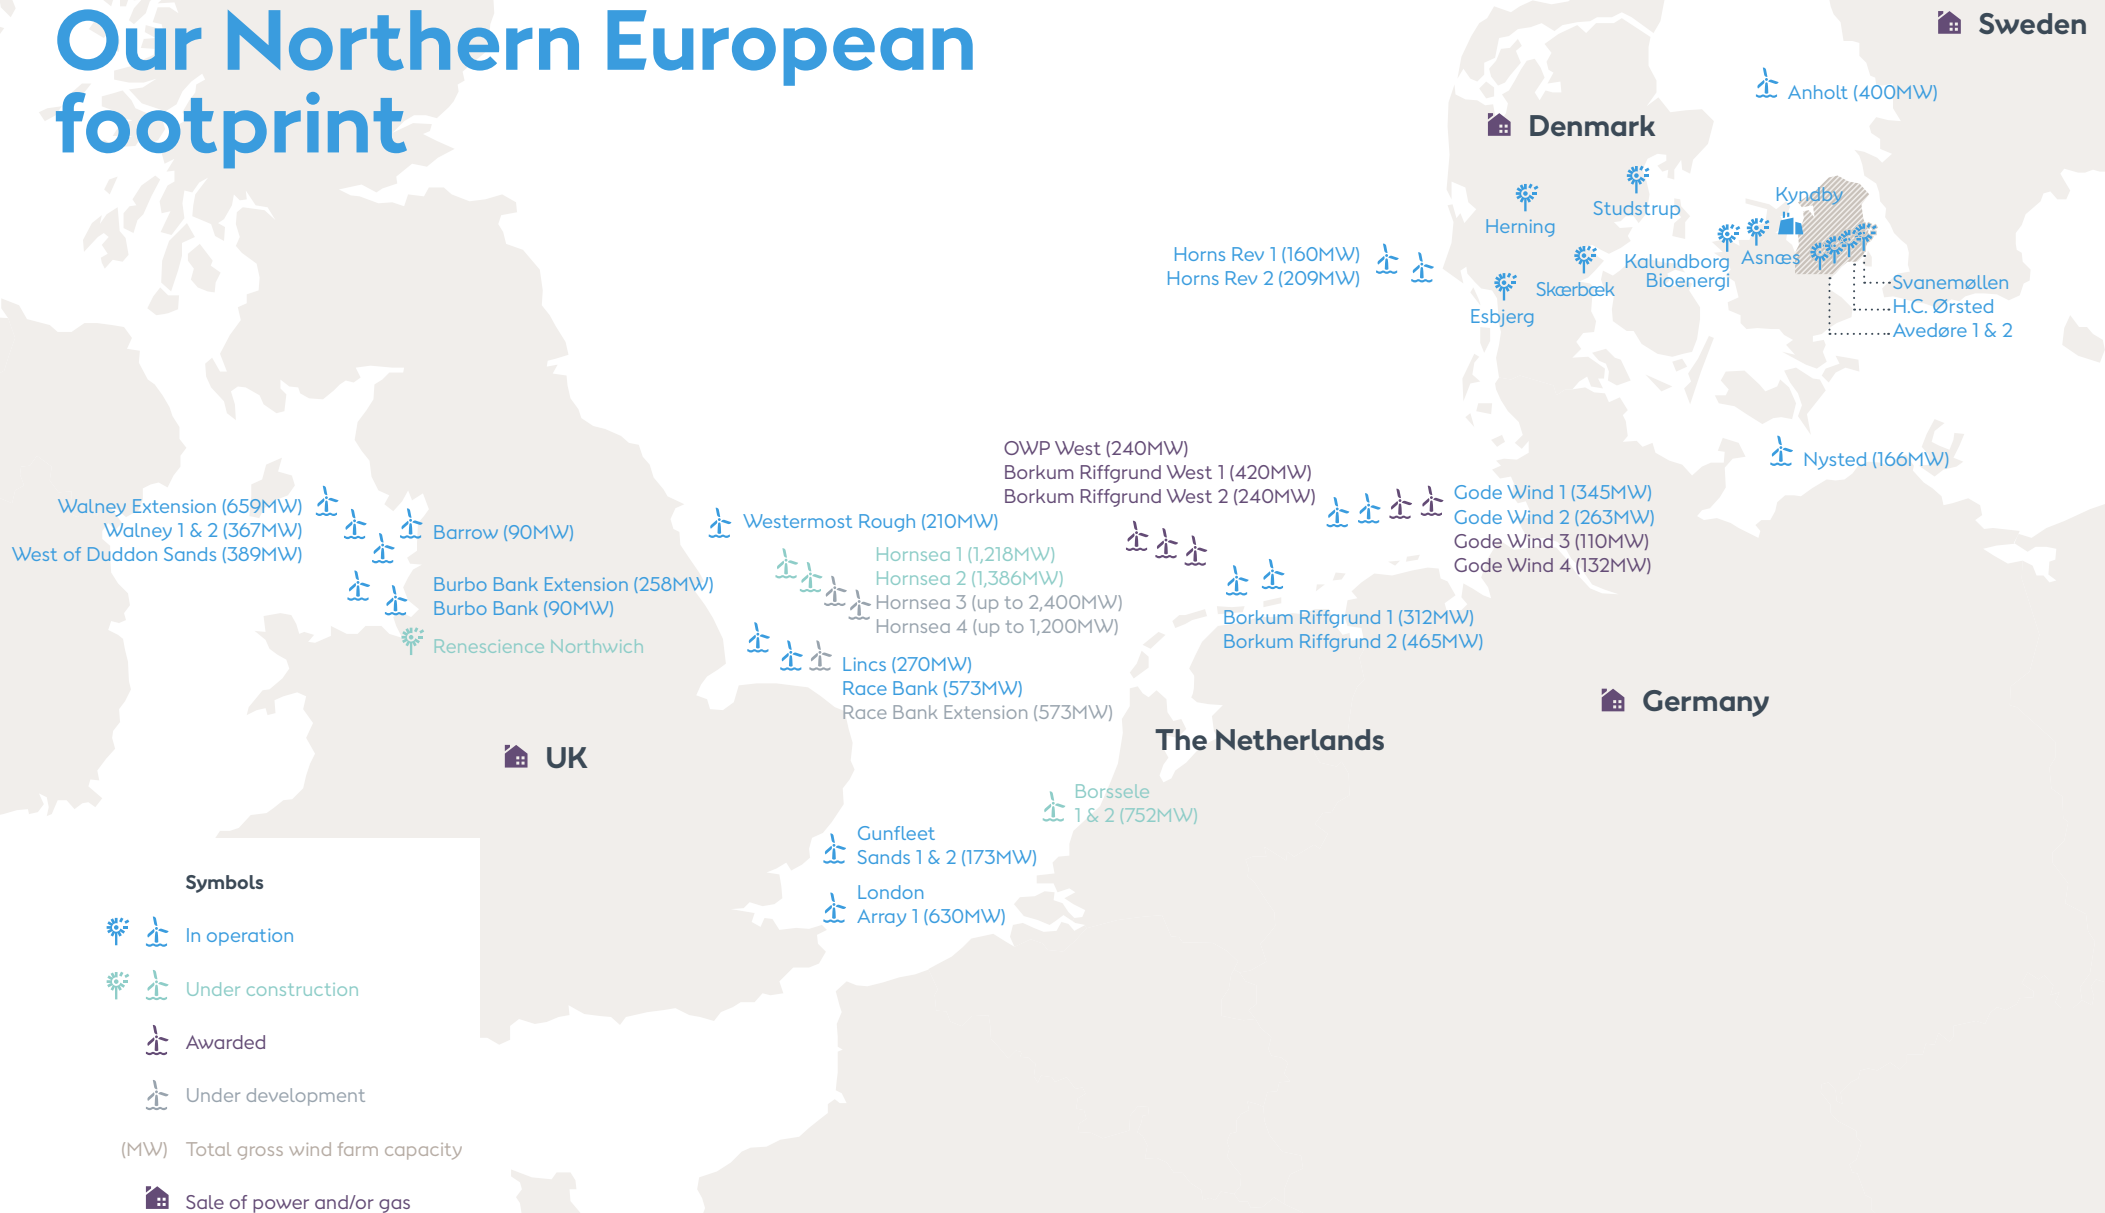 Our Northern European
footprint
Sweden
Anholt (400MW)
Denmark
Kyndby
Herning
Studstrup
Horns Rev 1 (160MW)
Horns Rev 2 (209MW)
Kalundborg
Bioenergi
Asnæs
Skærbæk
Esbjerg
Svanemøllen
H.C. Ørsted
Avedøre 1 & 2
Nysted (166MW)
OWP West (240MW)
Borkum Riffgrund West 1 (420MW)
Borkum Riffgrund West 2 (240MW)
Gode Wind 1 (345MW)
Gode Wind 2 (263MW)
Gode Wind 3 (110MW)
Gode Wind 4 (132MW)
Walney Extension (659MW)
Walney 1 & 2 (367MW)
West of Duddon Sands (389MW)
Barrow (90MW)
Burbo Bank Extension (258MW)
Burbo Bank (90MW)
Renescience Northwich
Westermost Rough (210MW)
Hornsea 1 (1,218MW)
Hornsea 2 (1,386MW)
Hornsea 3 (up to 2,400MW)
Hornsea 4 (up to 1,200MW)
Borkum Riffgrund 1 (312MW)
Borkum Riffgrund 2 (465MW)
Lincs (270MW)
Race Bank (573MW)
Race Bank Extension (573MW)
Germany
The Netherlands
UK
Borssele
1 & 2 (752MW)
Gunfleet
Sands 1 & 2 (173MW)
London
Array 1 (630MW)
Symbols
In operation
Under construction
Awarded
Under development
(MW) Total gross wind farm capacity
Sale of power and/or gas